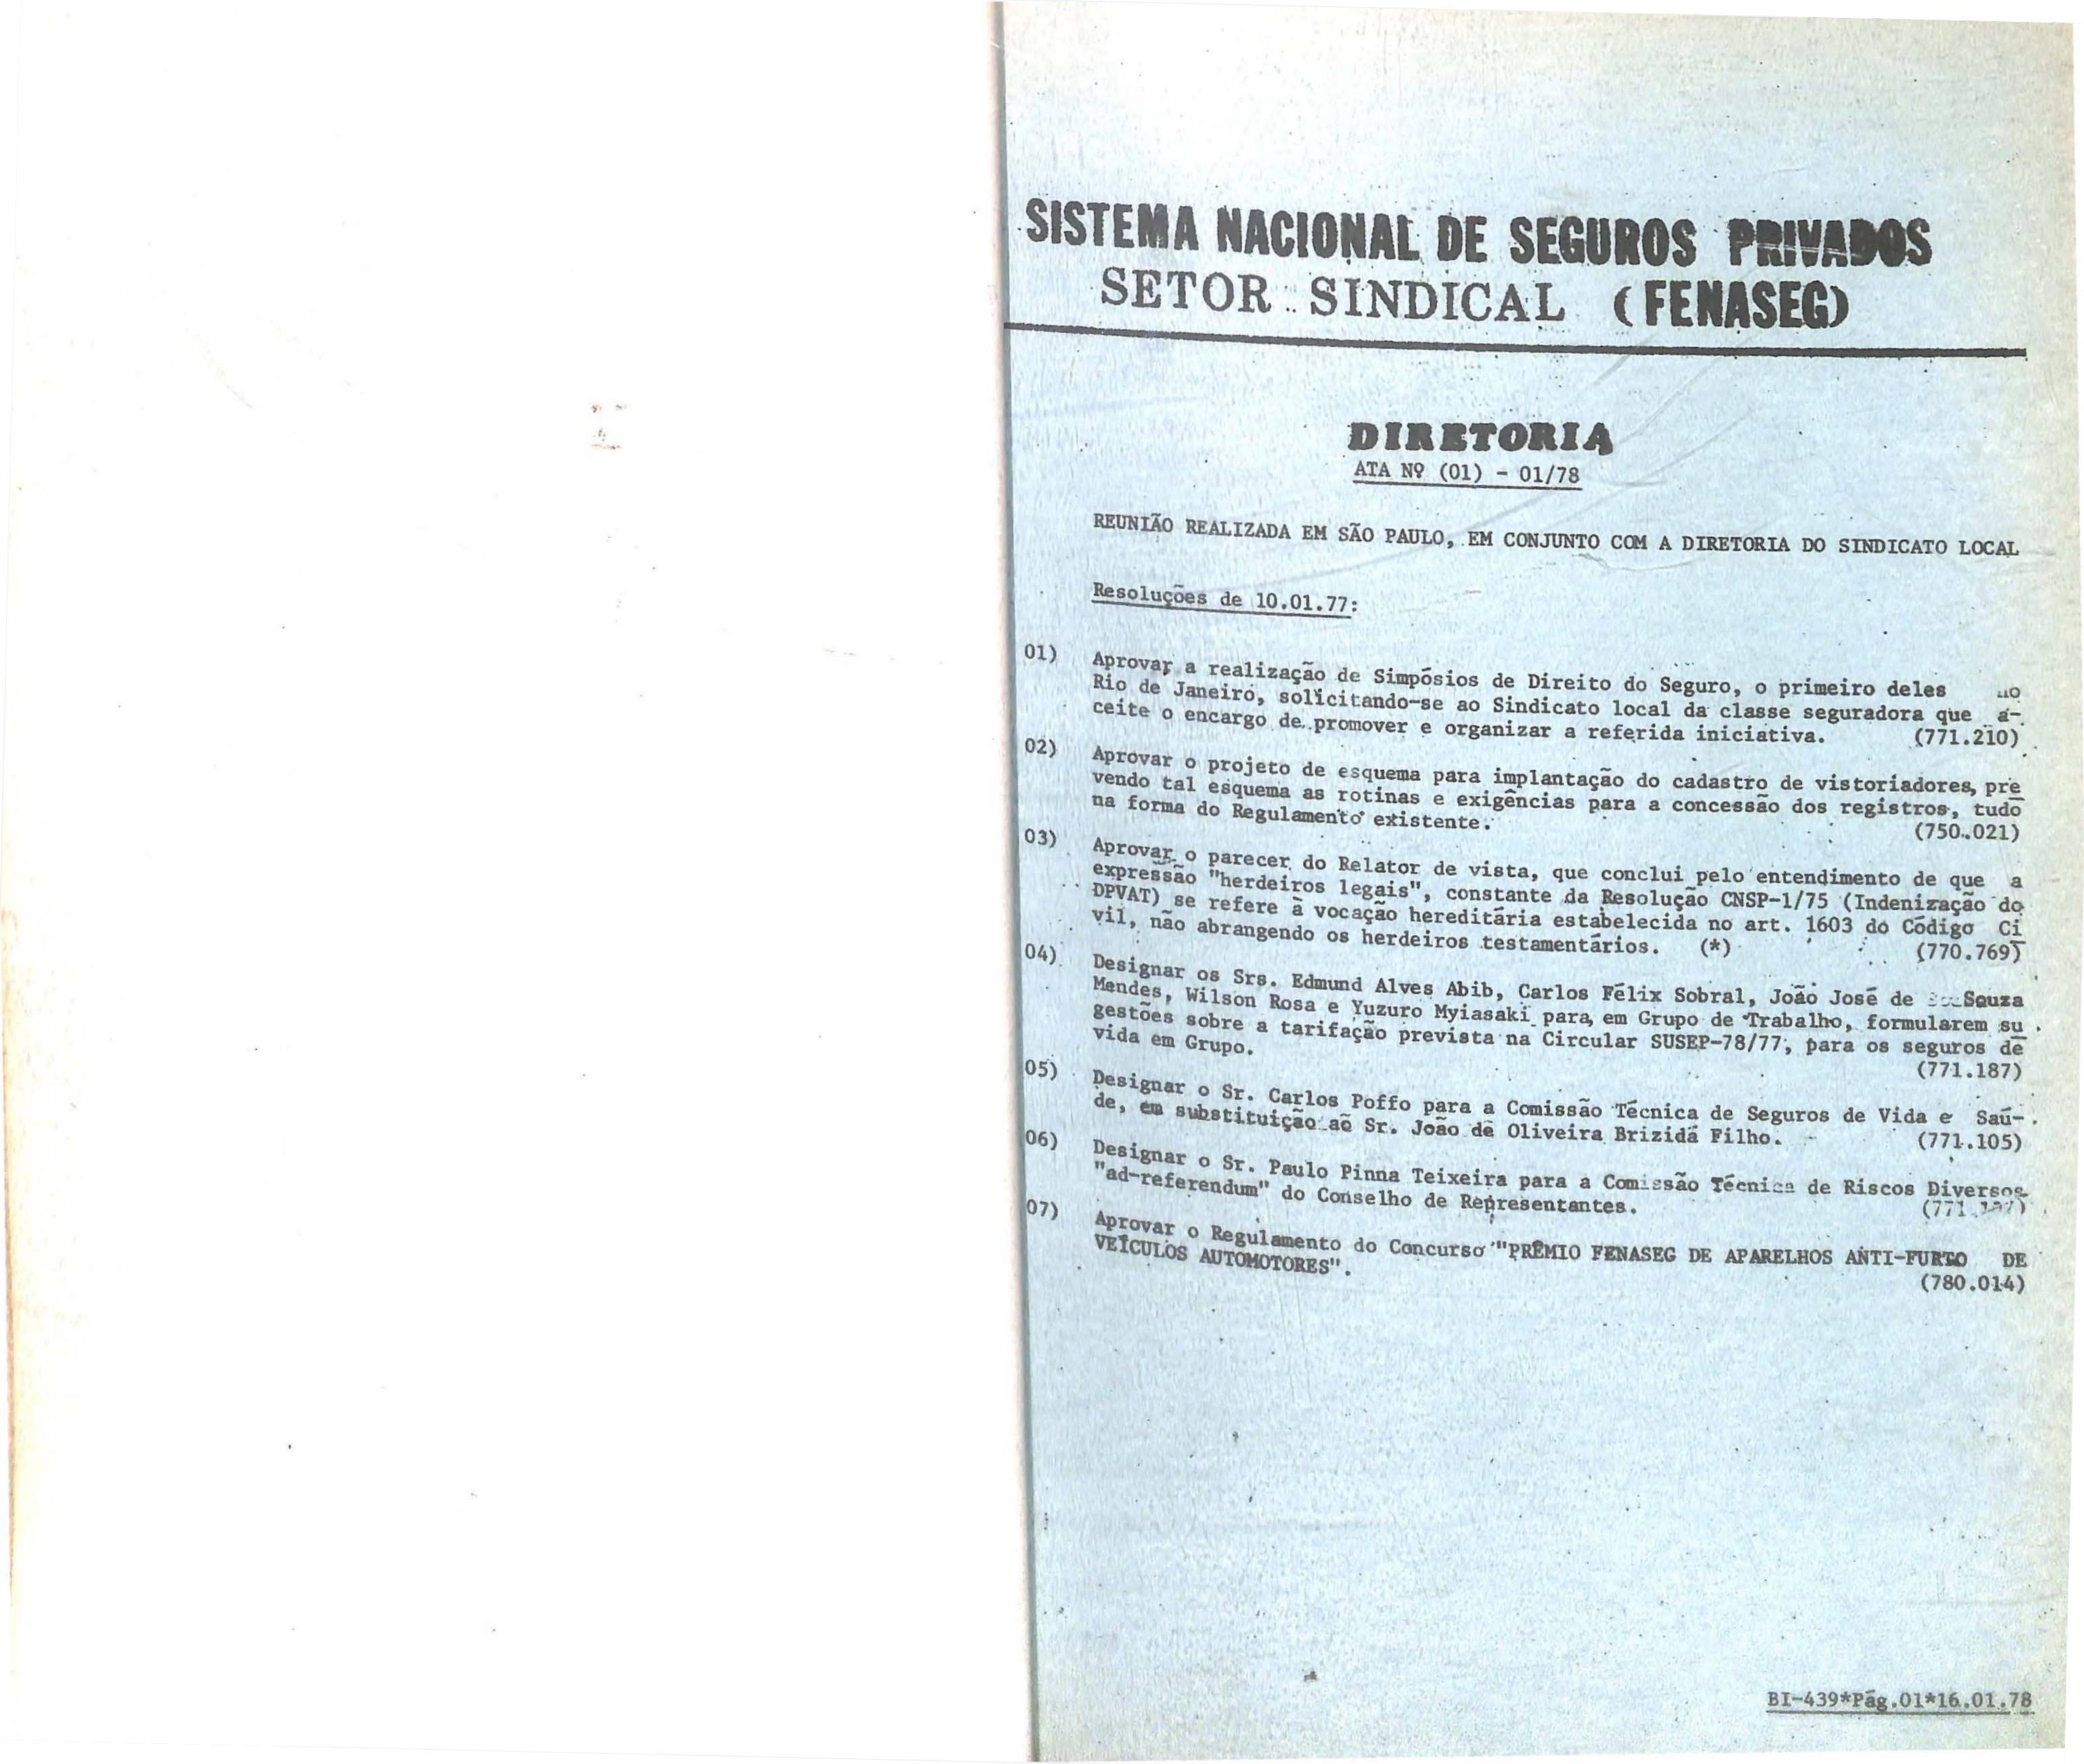 SISTEMA NACIONAL DE SEGUROS PRIVADOS
SETOR SINDICAL (FENASEG)
DIRETORIA
ATA Nº (01) - 01/78
REUNIÃO REALIZADA EM SÃO PAULO, EM CONJUNTO COM A DIRETORIA DO SINDICATO LOCAL
Resoluções de 10.01.77:
01) Aprovar a realização de Simpósios de Direito do Seguro, o primeiro deles no
Rio de Janeiro, solicitando-se ao Sindicato local da classe seguradora que a-
ceite o encargo de promover e organizar a referida iniciativa. (771.210)
02) Aprovar o projeto de esquema para implantação do cadastro de vistoriadores, pre
vendo tal esquema as rotinas e exigências para a concessão dos registros, tudo
na forma do Regulamento existente. (750.021)
03) Aprovar o parecer do Relator de vista, que conclui pelo entendimento de que a
expressão "herdeiros legais", constante da Resolução CNSP-1/75 (Indenização do
DPVAT) se refere à vocação hereditária estabelecida no art. 1603 do Código Ci
vil, não abrangendo os herdeiros testamentários. (*) (770.769)
04) Designar os Srs. Edmund Alves Abib, Carlos Félix Sobral, João José de Souza
Mendes, Wilson Rosa e Yuzuro Myiasaki para, em Grupo de Trabalho, formularem su
gestões sobre a tarifação prevista na Circular SUSEP-78/77, para os seguros de
vida em Grupo. (771.187)
05) Designar o Sr. Carlos Poffo para a Comissão Técnica de Seguros de Vida e Saú-
de, em substituição ao Sr. João de Oliveira Brizida Filho. (771.105)
06) Designar o Sr. Paulo Pinna Teixeira para a Comissão Técnica de Riscos Diversos
"ad-referendum" do Conselho de Representantes.
07) Aprovar o Regulamento do Concurso "PRÊMIO FENASEG DE APARELHOS ANTI-FURTO DE
VEÍCULOS AUTOMOTORES". (780.014)
BI-439*Pág.01*16.01.78